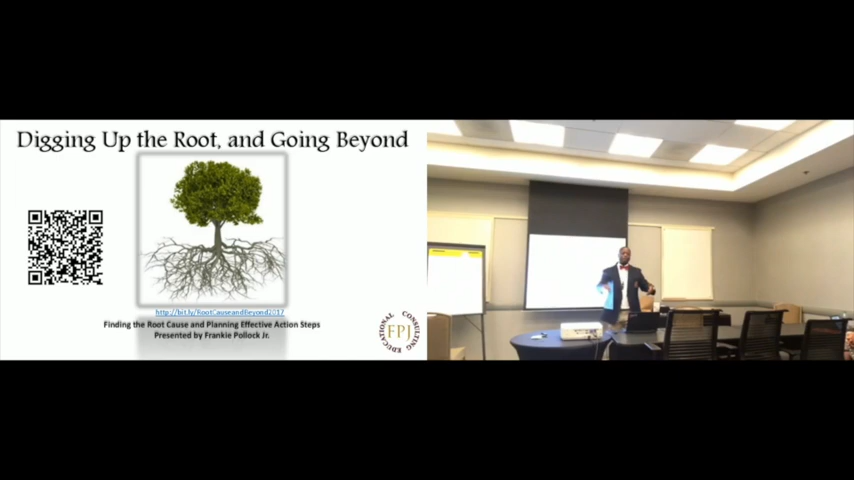 Digging Up the Root, and Going Beyond
http://bit.ly/RootCauseandBeyond2017
Finding the Root Cause and Planning Effective Action Steps
Presented by Frankie Pollock Jr.
FPJ
EDUCATIONAL CONSULTING